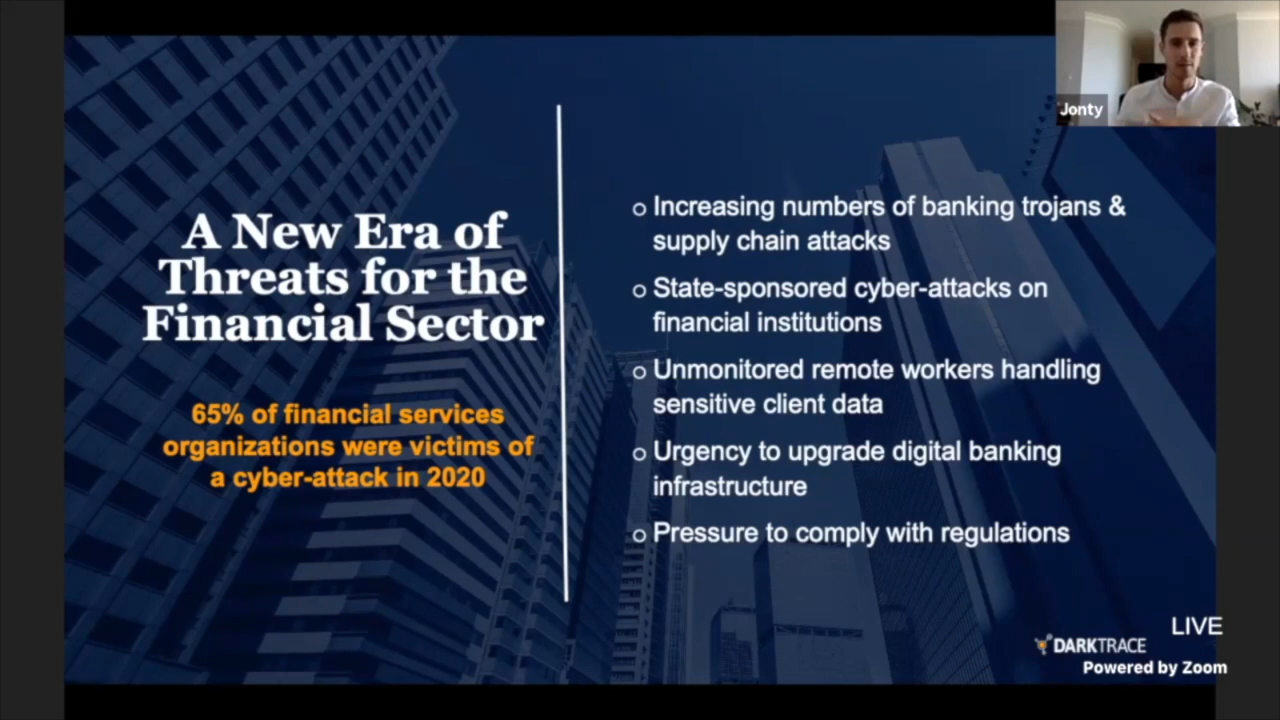 Jonty
A New Era of
Threats for the
Financial Sector
65% of financial services
organizations were victims of
a cyber-attack in 2020
Increasing numbers of banking trojans &
supply chain attacks
State-sponsored cyber-attacks on
financial institutions
Unmonitored remote workers handling
sensitive client data
Urgency to upgrade digital banking
infrastructure
Pressure to comply with regulations
LIVE
DARKTRACE
Powered by Zoom